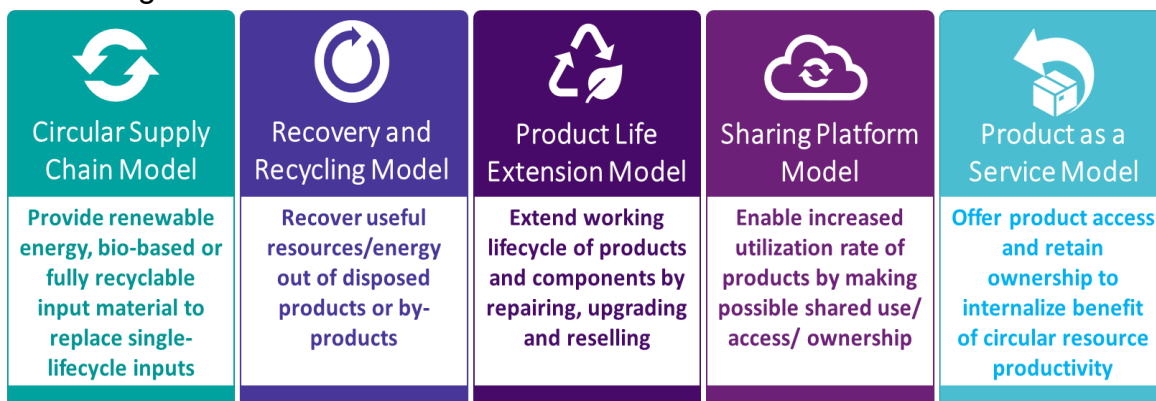 Circular Supply
Chain Model
Provide renewable
energy, bio-based or
fully recyclable
input material to
replace single-
lifecycle inputs
Recovery and
Recycling Model
Recover useful
resources/energy
out of disposed
products or by-
products
Product Life
Extension Model
Extend working
lifecycle of products
and components by
repairing, upgrading
and reselling
Sharing Platform
Model
Enable increased
utilization rate of
products by making
possible shared use/
access/ ownership
Product as a
Service Model
Offer product access
and retain
ownership to
internalize benefit
of circular resource
productivity